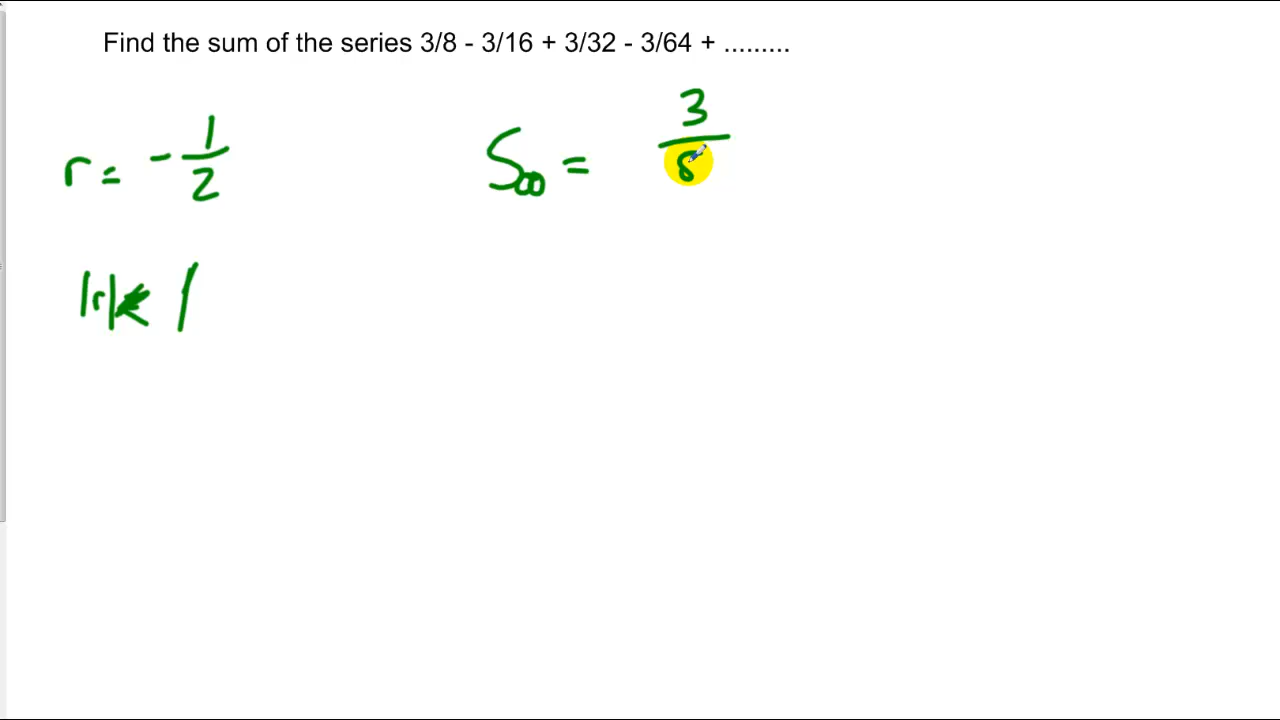 Find the sum of the series 3/8 - 3/16 + 3/32 - 3/64 + .........
r = - 1/2
S∞ = 3/8
|r| < 1